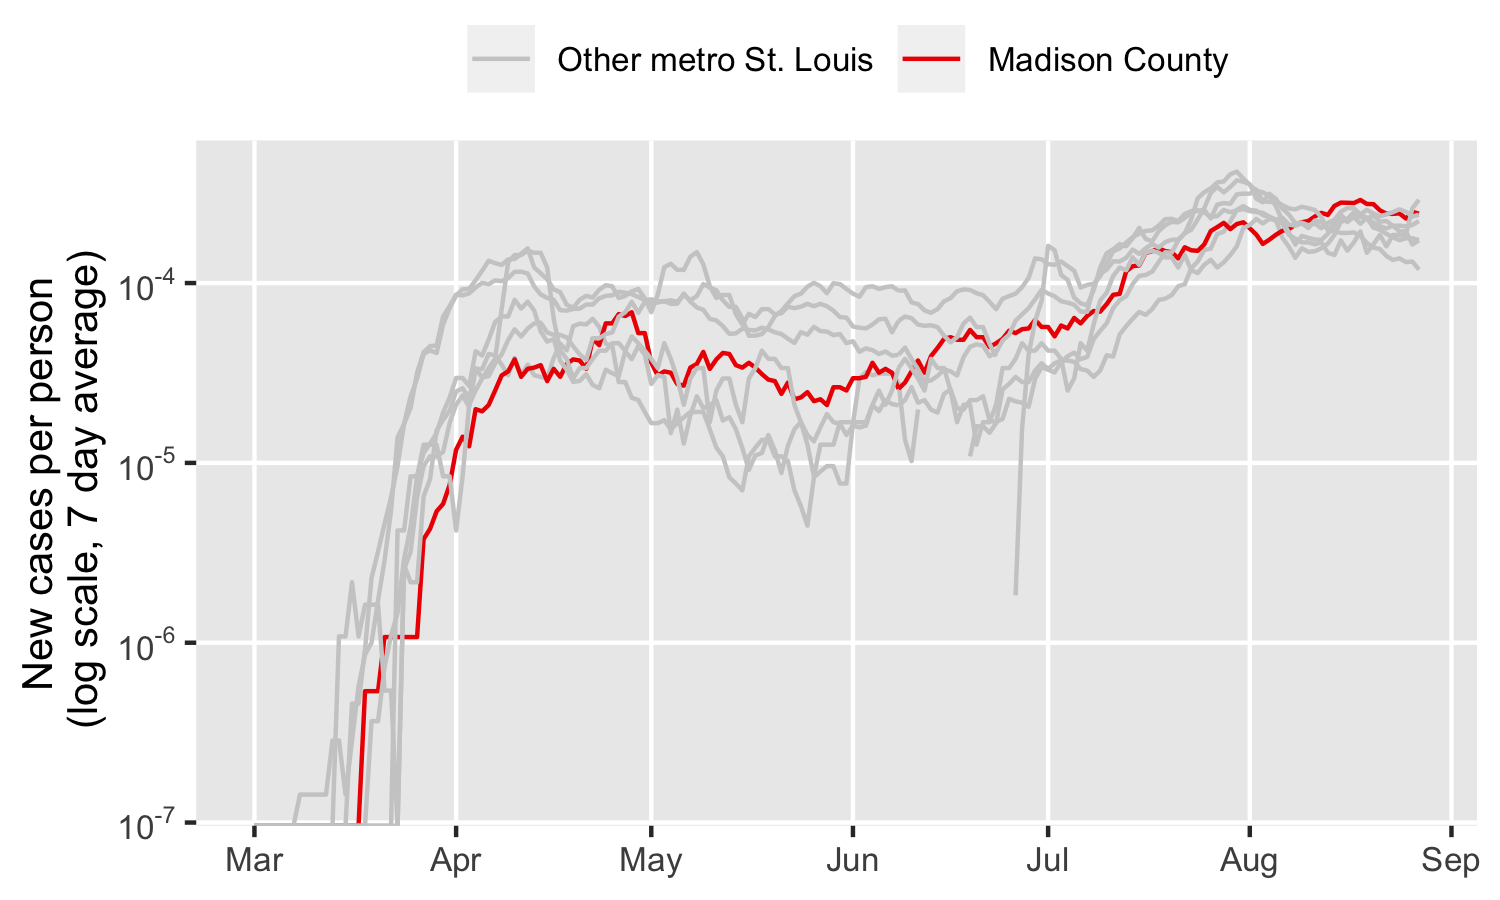 Other metro St. Louis
Madison County
New cases per person
(log scale, 7 day average)
10⁻⁴
10⁻⁵
10⁻⁶
10⁻⁷
Mar
Apr
May
Jun
Jul
Aug
Sep